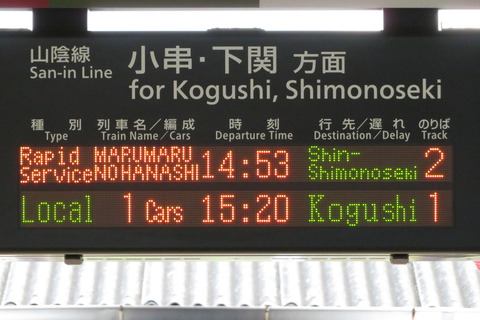 山陰線 小串・下関 方面
San-in Line for Kogushi, Shimonoseki
種別 列車名／編成 時刻 行先／遅れ のりば
Type Train Name／Cars Departure Time Destination／Delay Track
Rapid Service MARUMARU NO HANASHI 14:53 Shin-Shimonoseki 2
Local 1 Cars 15:20 Kogushi 1